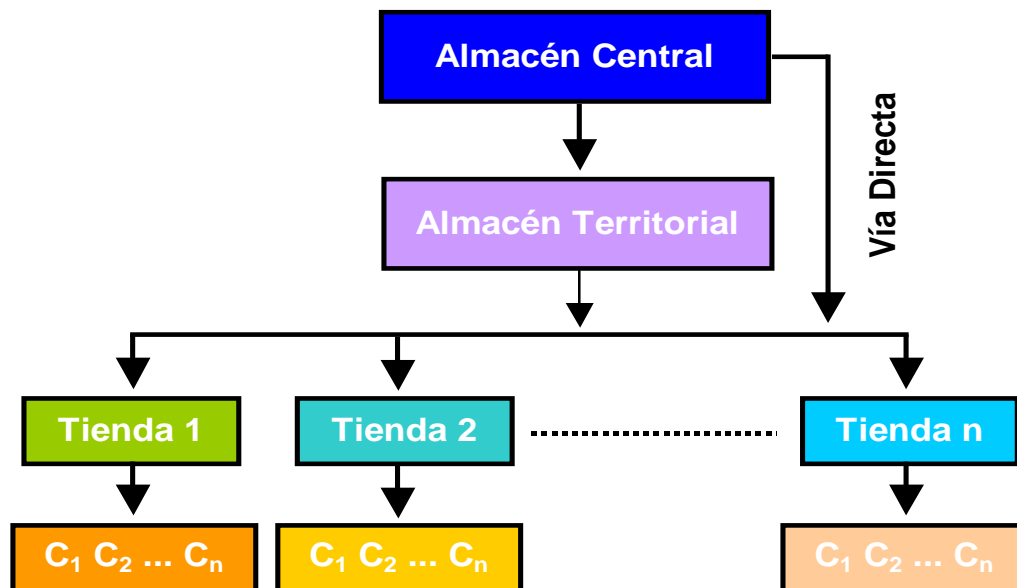 Almacén Central
Vía Directa
Almacén Territorial
Tienda 1
Tienda 2
Tienda n
C₁ C₂ ... Cₙ
C₁ C₂ ... Cₙ
C₁ C₂ ... Cₙ